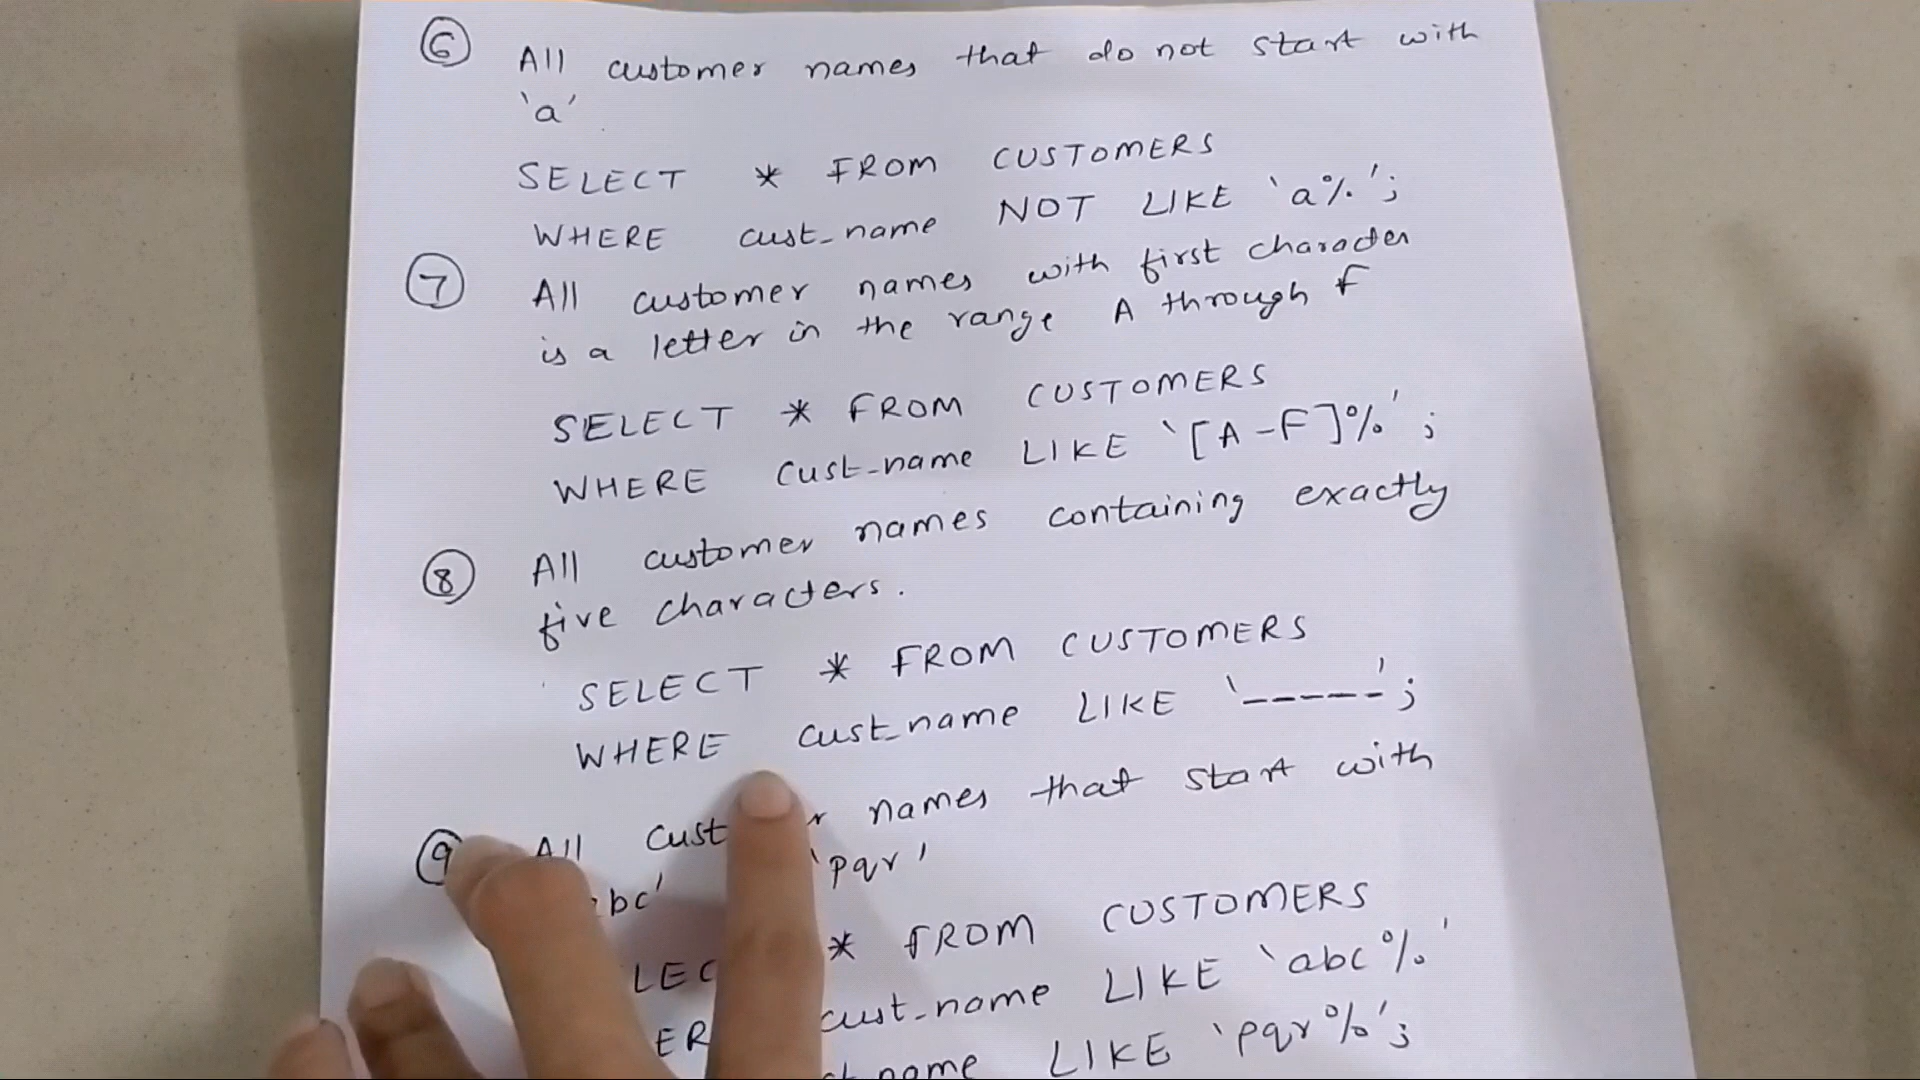 6 All customer names that do not start with
'a'
SELECT * FROM CUSTOMERS
WHERE cust_name NOT LIKE 'a%';
7 All customer names with first character
is a letter in the range A through F
SELECT * FROM CUSTOMERS
WHERE cust_name LIKE '[A-F]%';
8 All customer names containing exactly
five characters.
SELECT * FROM CUSTOMERS
WHERE cust_name LIKE '_____';
9 All names that start with
'pqr'
* FROM CUSTOMERS
cust_name LIKE 'abc%'
LIKE 'pqr%';